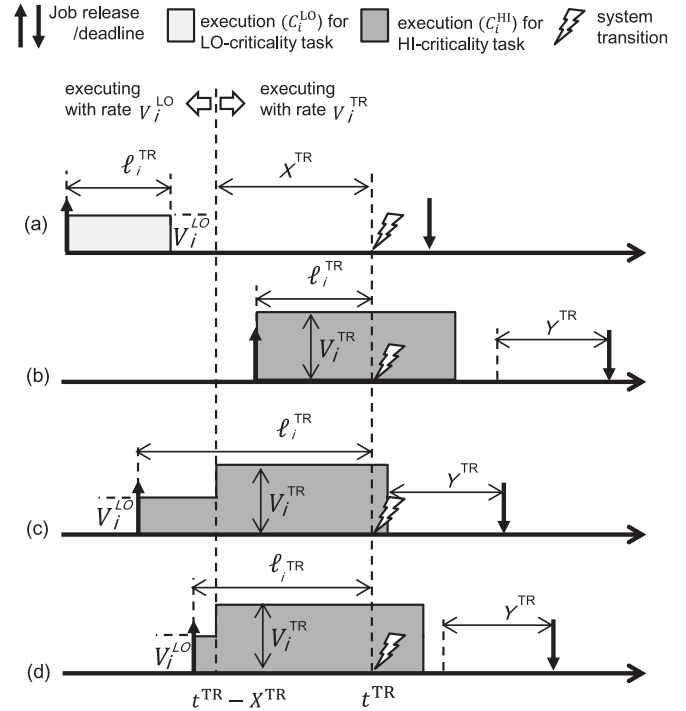 Job release
/deadline
execution (C_i^LO) for
LO-criticality task
execution (C_i^HI) for
HI-criticality task
system
transition
executing
with rate V_i^LO
executing
with rate V_i^TR
ℓ_i^TR
X^TR
(a)
V_i^LO
ℓ_i^TR
(b)
V_i^TR
Y^TR
ℓ_i^TR
(c)
V_i^LO
V_i^TR
Y^TR
ℓ_i^TR
(d)
V_i^LO
V_i^TR
Y^TR
t^TR − X^TR
t^TR